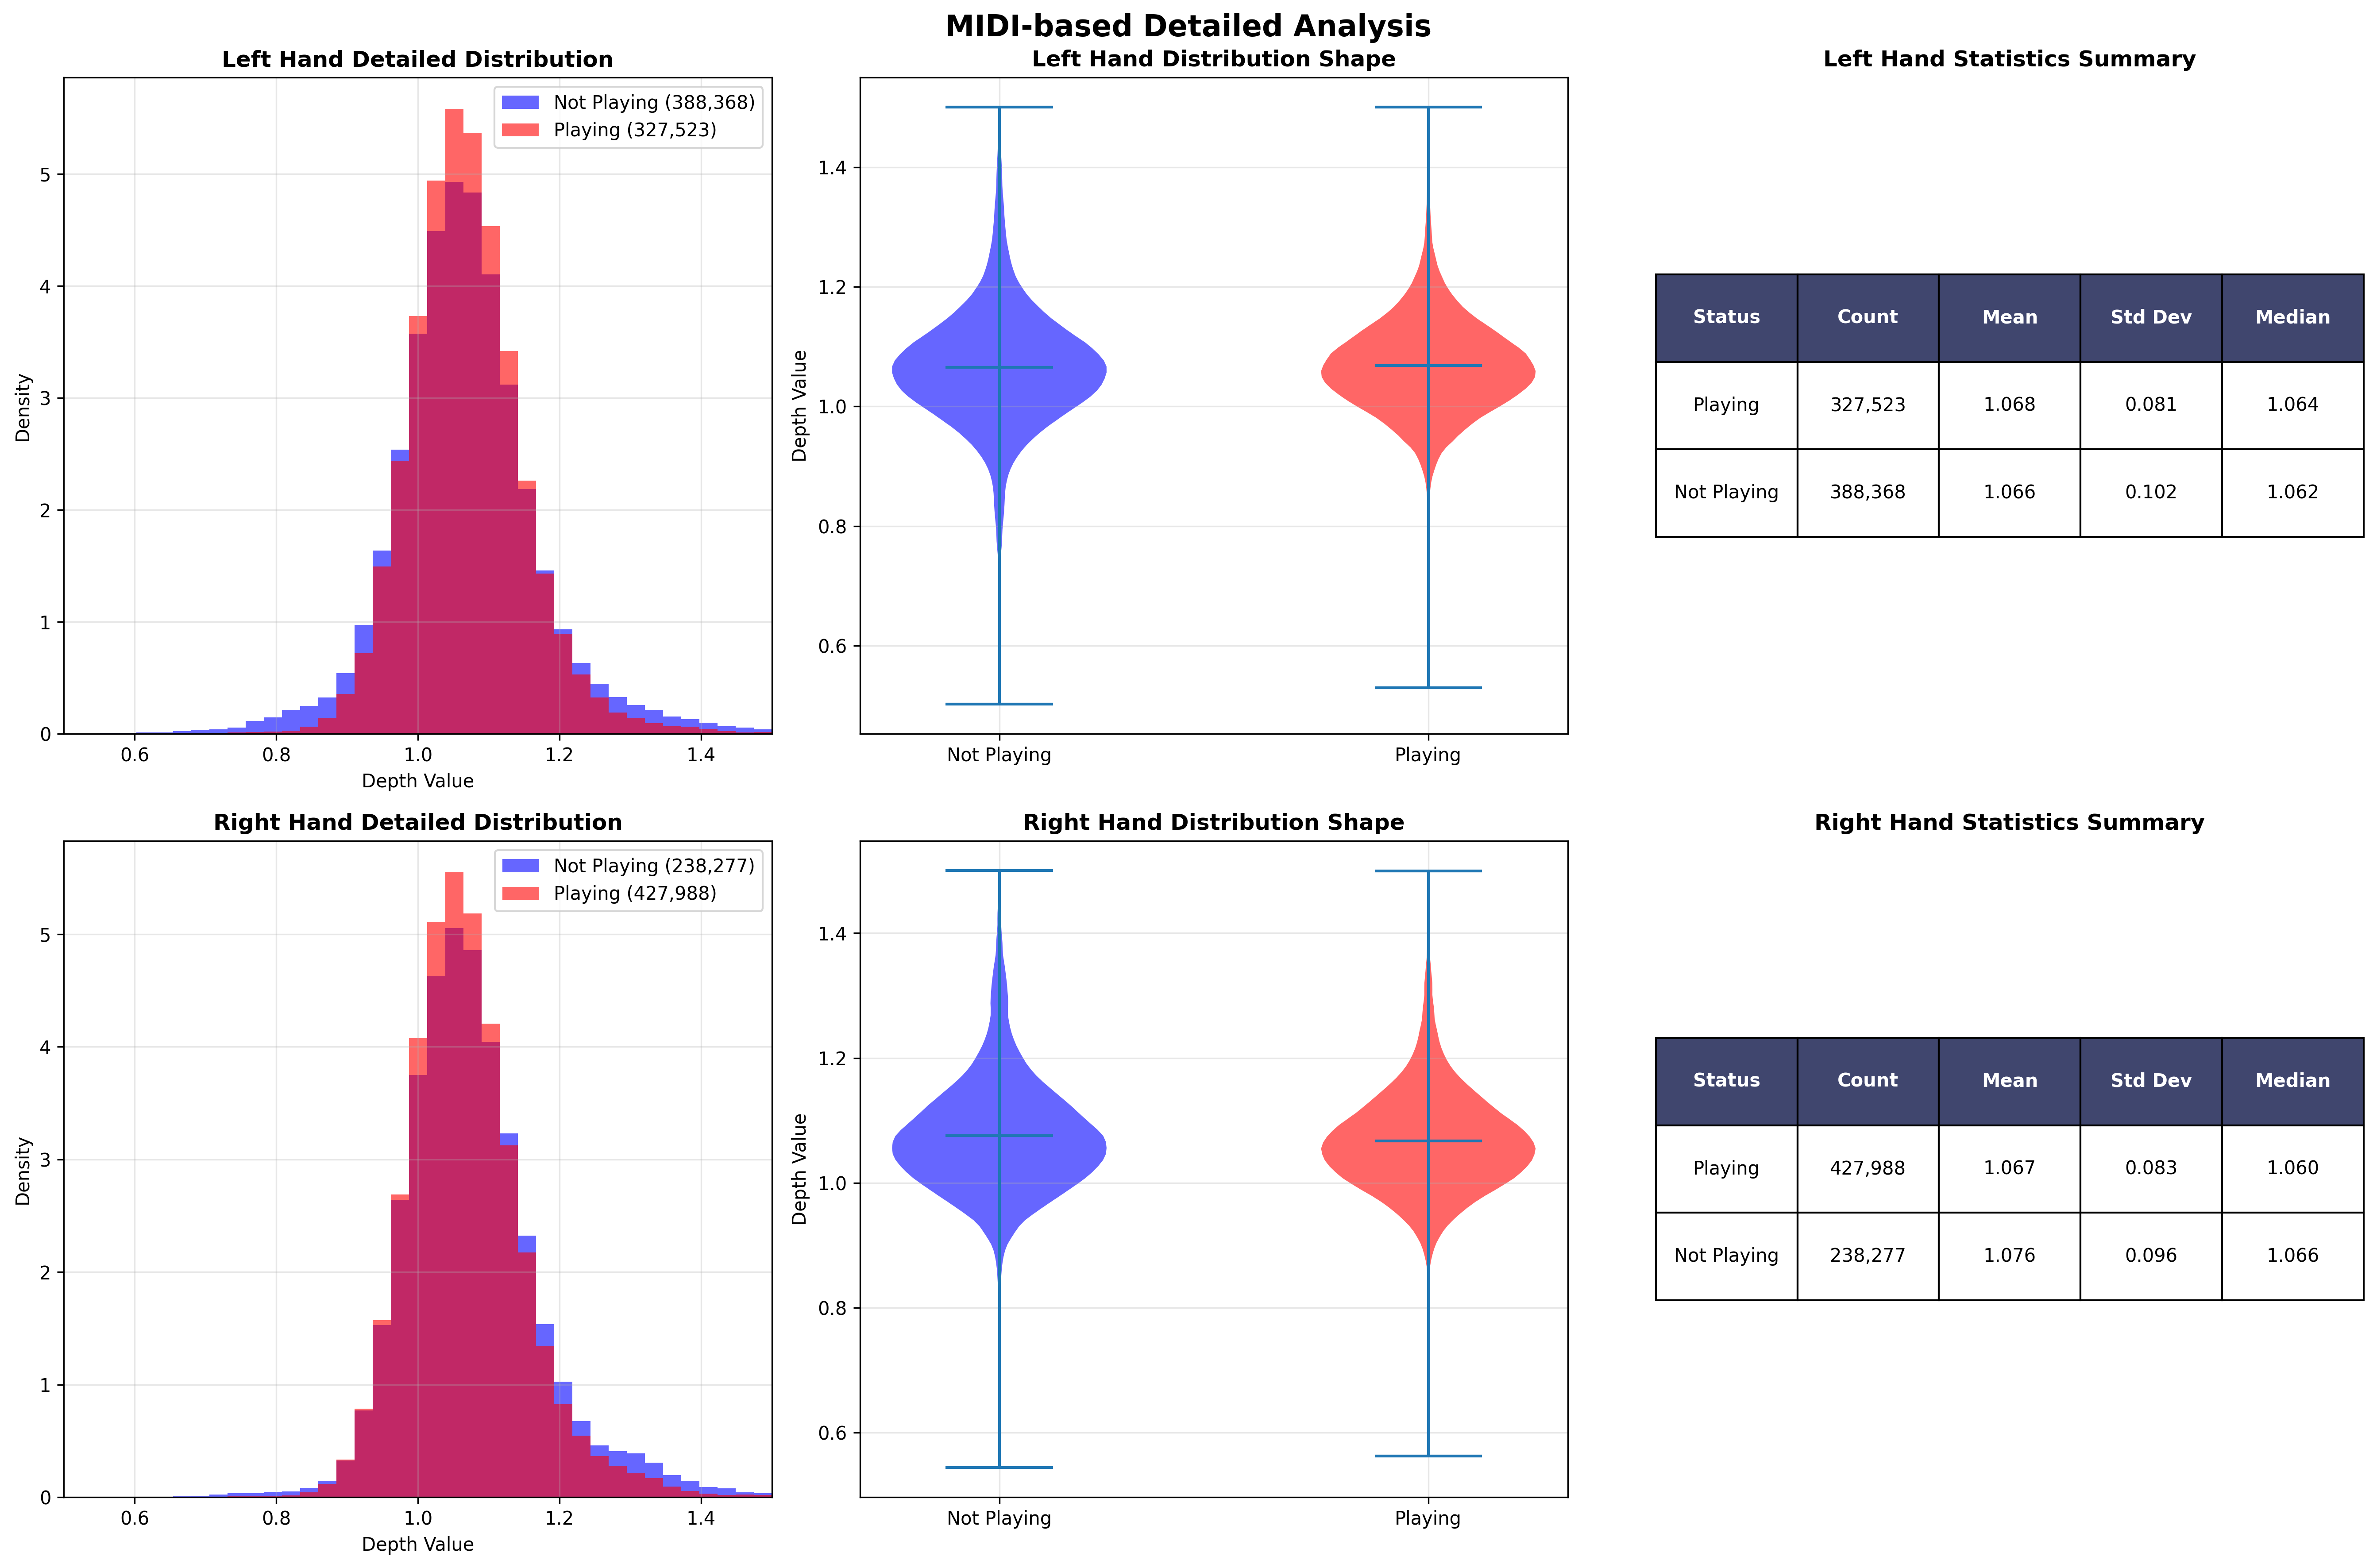 MIDI-based Detailed Analysis
Left Hand Detailed Distribution
Not Playing (388,368)
Playing (327,523)
5
4
3
2
1
0
Density
0.6 0.8 1.0 1.2 1.4
Depth Value
Left Hand Distribution Shape
1.4
1.2
1.0
0.8
0.6
Depth Value
Not Playing Playing
Left Hand Statistics Summary
Status Count Mean Std Dev Median
Playing 327,523 1.068 0.081 1.064
Not Playing 388,368 1.066 0.102 1.062
Right Hand Detailed Distribution
Not Playing (238,277)
Playing (427,988)
5
4
3
2
1
0
Density
0.6 0.8 1.0 1.2 1.4
Depth Value
Right Hand Distribution Shape
1.4
1.2
1.0
0.8
0.6
Depth Value
Not Playing Playing
Right Hand Statistics Summary
Status Count Mean Std Dev Median
Playing 427,988 1.067 0.083 1.060
Not Playing 238,277 1.076 0.096 1.066